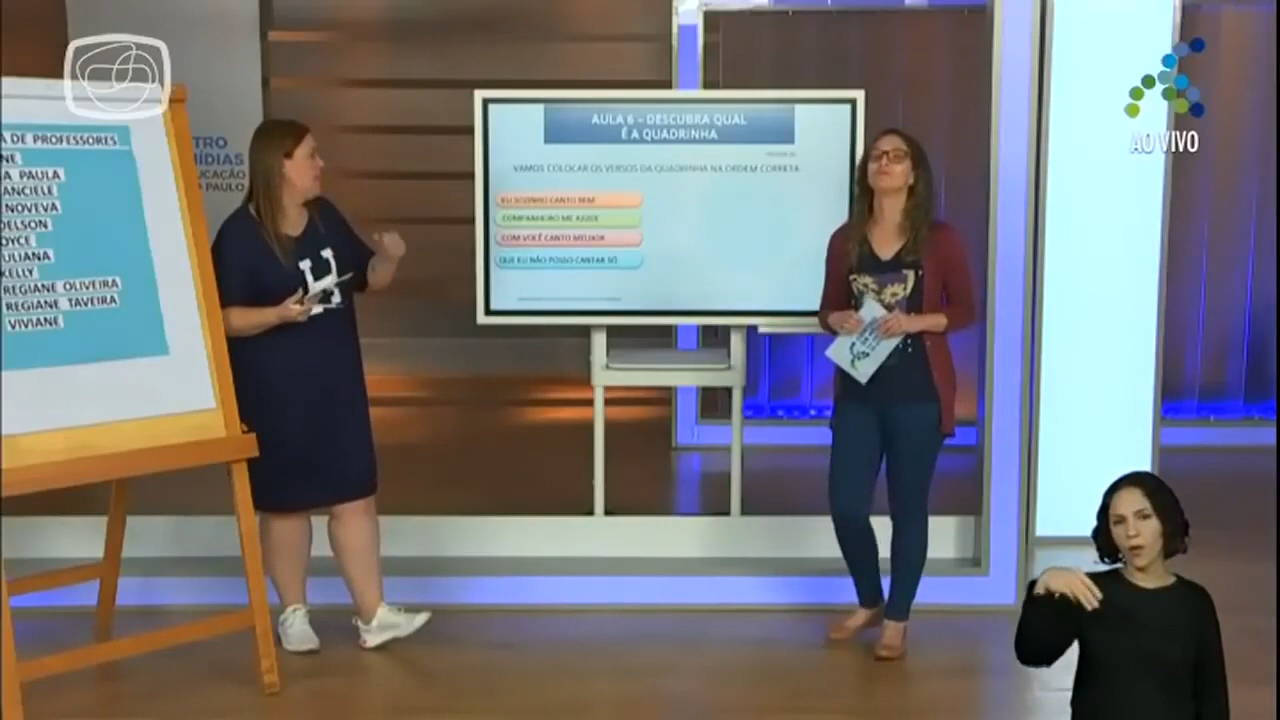 A DE PROFESSORES
NE
A PAULA
ANCIELE
NOVEVA
DELSON
OYCE
ULIANA
KELLY
REGIANE OLIVEIRA
REGIANE TAVEIRA
VIVIANE
TRO
MÍDIAS
UCAÇÃO
O PAULO
AULA 6 – DESCUBRA QUAL
É A QUADRINHA
VAMOS COLOCAR OS VERSOS DA QUADRINHA NA ORDEM CORRETA
EU SOZINHO CANTO BEM
COMPANHEIRO ME AJUDE
COM VOCÊ CANTO MELHOR
QUE EU NÃO POSSO CANTAR SÓ
AO VIVO